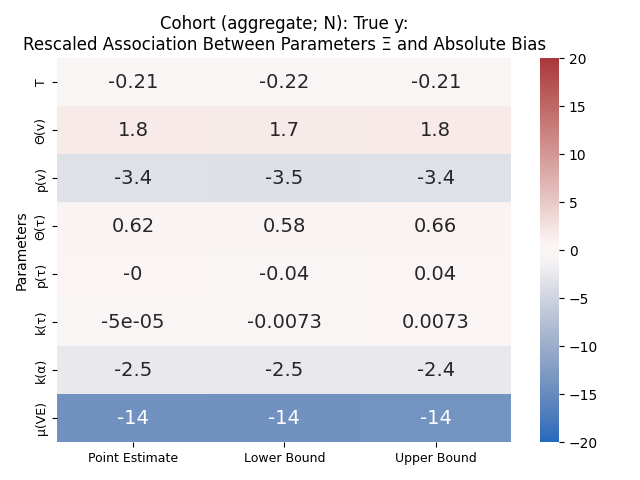 Cohort (aggregate; N): True y:
Rescaled Association Between Parameters Ξ and Absolute Bias
Parameters
T -0.21 -0.22 -0.21
Θ(v) 1.8 1.7 1.8
p(v) -3.4 -3.5 -3.4
Θ(τ) 0.62 0.58 0.66
p(τ) -0 -0.04 0.04
k(τ) -5e-05 -0.0073 0.0073
k(α) -2.5 -2.5 -2.4
μ(VE) -14 -14 -14
Point Estimate Lower Bound Upper Bound
20
15
10
5
0
−5
−10
−15
−20